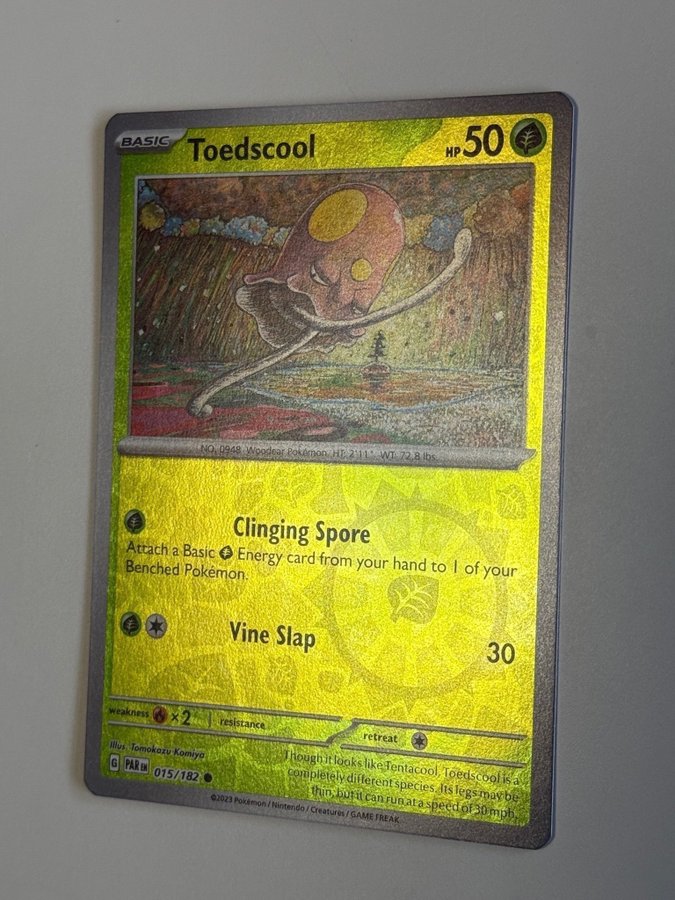 BASIC Toedscool HP 50
NO. 0948 Woodear Pokémon HT: 2'11" WT: 72.8 lbs.
Clinging Spore
Attach a Basic Energy card from your hand to 1 of your
Benched Pokémon.
Vine Slap 30
weakness ×2 resistance retreat
Illus. Tomokazu Komiya
G PAR EN 015/182
Though it looks like Tentacool, Toedscool is a
completely different species. Its legs may be
thin, but it can run at a speed of 30 mph.
©2023 Pokémon / Nintendo / Creatures / GAME FREAK